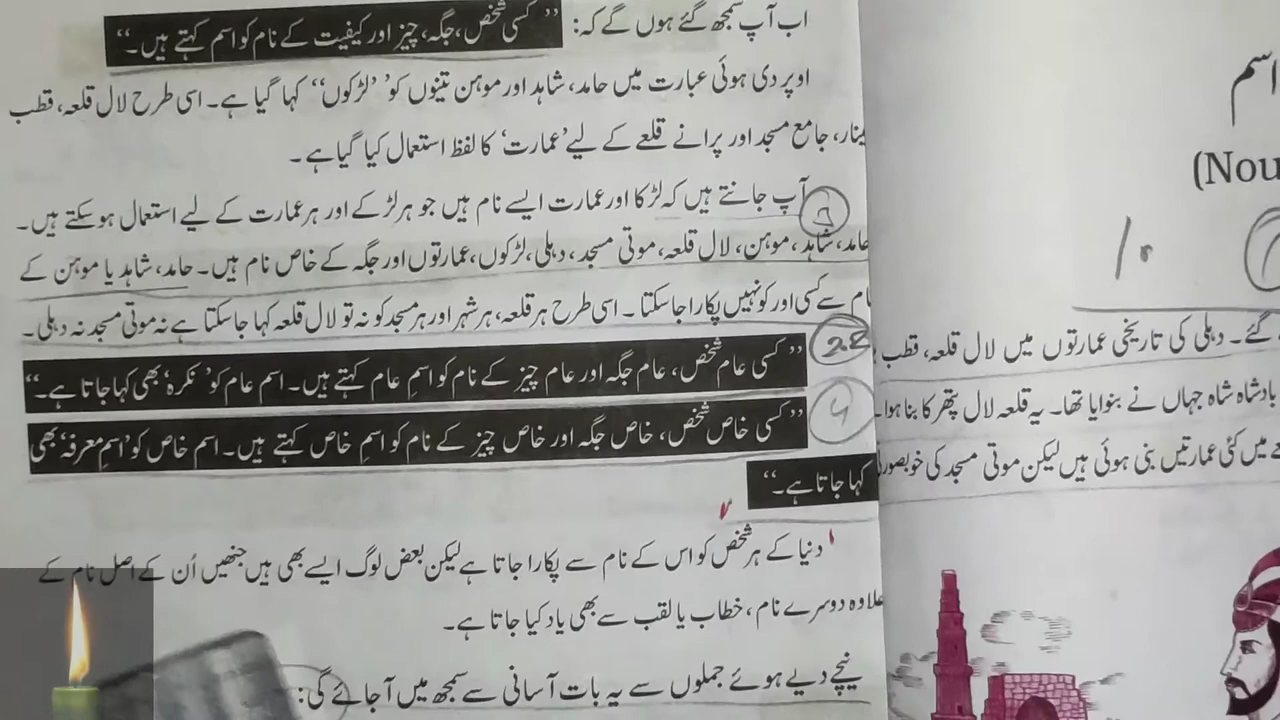 اب آپ سمجھ گئے ہوں گے کہ: ’’کسی شخص، جگہ، چیز اور کیفیت کے نام کو اسم کہتے ہیں۔‘‘
اوپر دی ہوئی عبارت میں حامد، شاہد اور موہن تینوں کو ’’لڑکوں‘‘ کہا گیا ہے۔ اسی طرح لال قلعہ، قطب
مینار، جامع مسجد اور پرانے قلعے کے لیے ’عمارت‘ کا لفظ استعمال کیا گیا ہے۔
آپ جانتے ہیں کہ لڑکا اور عمارت ایسے نام ہیں جو ہر لڑکے اور ہر عمارت کے لیے استعمال ہو سکتے ہیں۔
حامد، شاہد، موہن، لال قلعہ، موتی مسجد، دہلی، لڑکوں، عمارتوں اور جگہ کے خاص نام ہیں۔ حامد، شاہد یا موہن کے
نام سے کسی اور کو نہیں پکارا جا سکتا۔ اسی طرح ہر قلعہ، ہر شہر اور ہر مسجد کو نہ تو لال قلعہ کہا جا سکتا ہے نہ موتی مسجد نہ دہلی۔
’’کسی عام شخص، عام جگہ اور عام چیز کے نام کو اسمِ عام کہتے ہیں۔ اسم عام کو ’نکرہ‘ بھی کہا جاتا ہے۔‘‘
’’کسی خاص شخص، خاص جگہ اور خاص چیز کے نام کو اسمِ خاص کہتے ہیں۔ اسم خاص کو ’اسمِ معرفہ‘ بھی
کہا جاتا ہے۔‘‘
دنیا کے ہر شخص کو اس کے نام سے پکارا جاتا ہے لیکن بعض لوگ ایسے بھی ہیں جنھیں اُن کے اصل نام کے
علاوہ دوسرے نام، خطاب یا لقب سے بھی یاد کیا جاتا ہے۔
نیچے دیے ہوئے جملوں سے یہ بات آسانی سے سمجھ میں آجائے گی:
اسم
(Nou
گئے۔ دہلی کی تاریخی عمارتوں میں لال قلعہ، قطب
بادشاہ شاہ جہاں نے بنوایا تھا۔ یہ قلعہ لال پتھر کا بنا ہوا
میں کئی عمارتیں بنی ہوئی ہیں لیکن موتی مسجد کی خوبصورتی